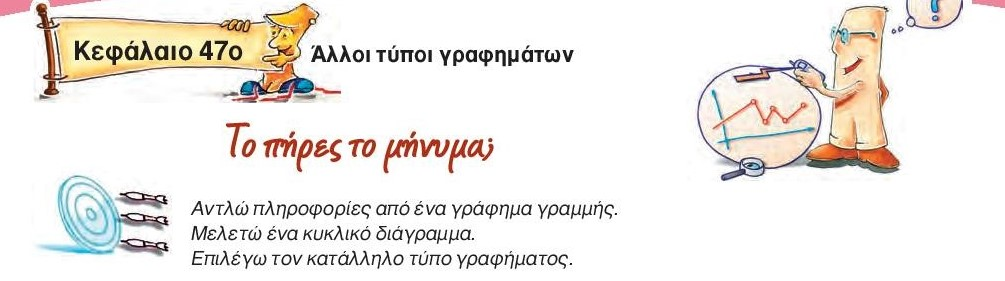 Κεφάλαιο 47ο Άλλοι τύποι γραφημάτων
?
Το πήρες το μήνυμα;
Αντλώ πληροφορίες από ένα γράφημα γραμμής.
Μελετώ ένα κυκλικό διάγραμμα.
Επιλέγω τον κατάλληλο τύπο γραφήματος.